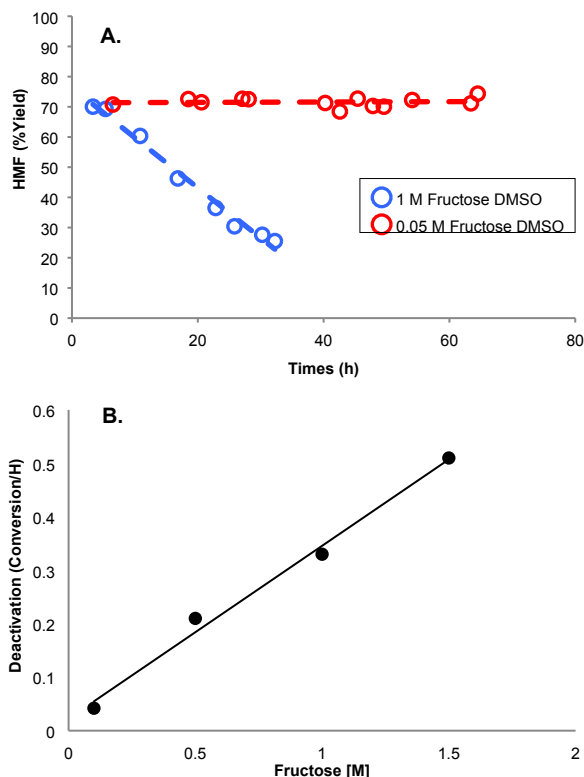 A.
100
90
80
70
60
50
40
30
20
10
0
HMF (%Yield)
1 M Fructose DMSO
0.05 M Fructose DMSO
0 20 40 60 80
Times (h)
B.
0.6
0.5
0.4
0.3
0.2
0.1
0
Deactivation (Conversion/H)
0 0.5 1 1.5 2
Fructose [M]